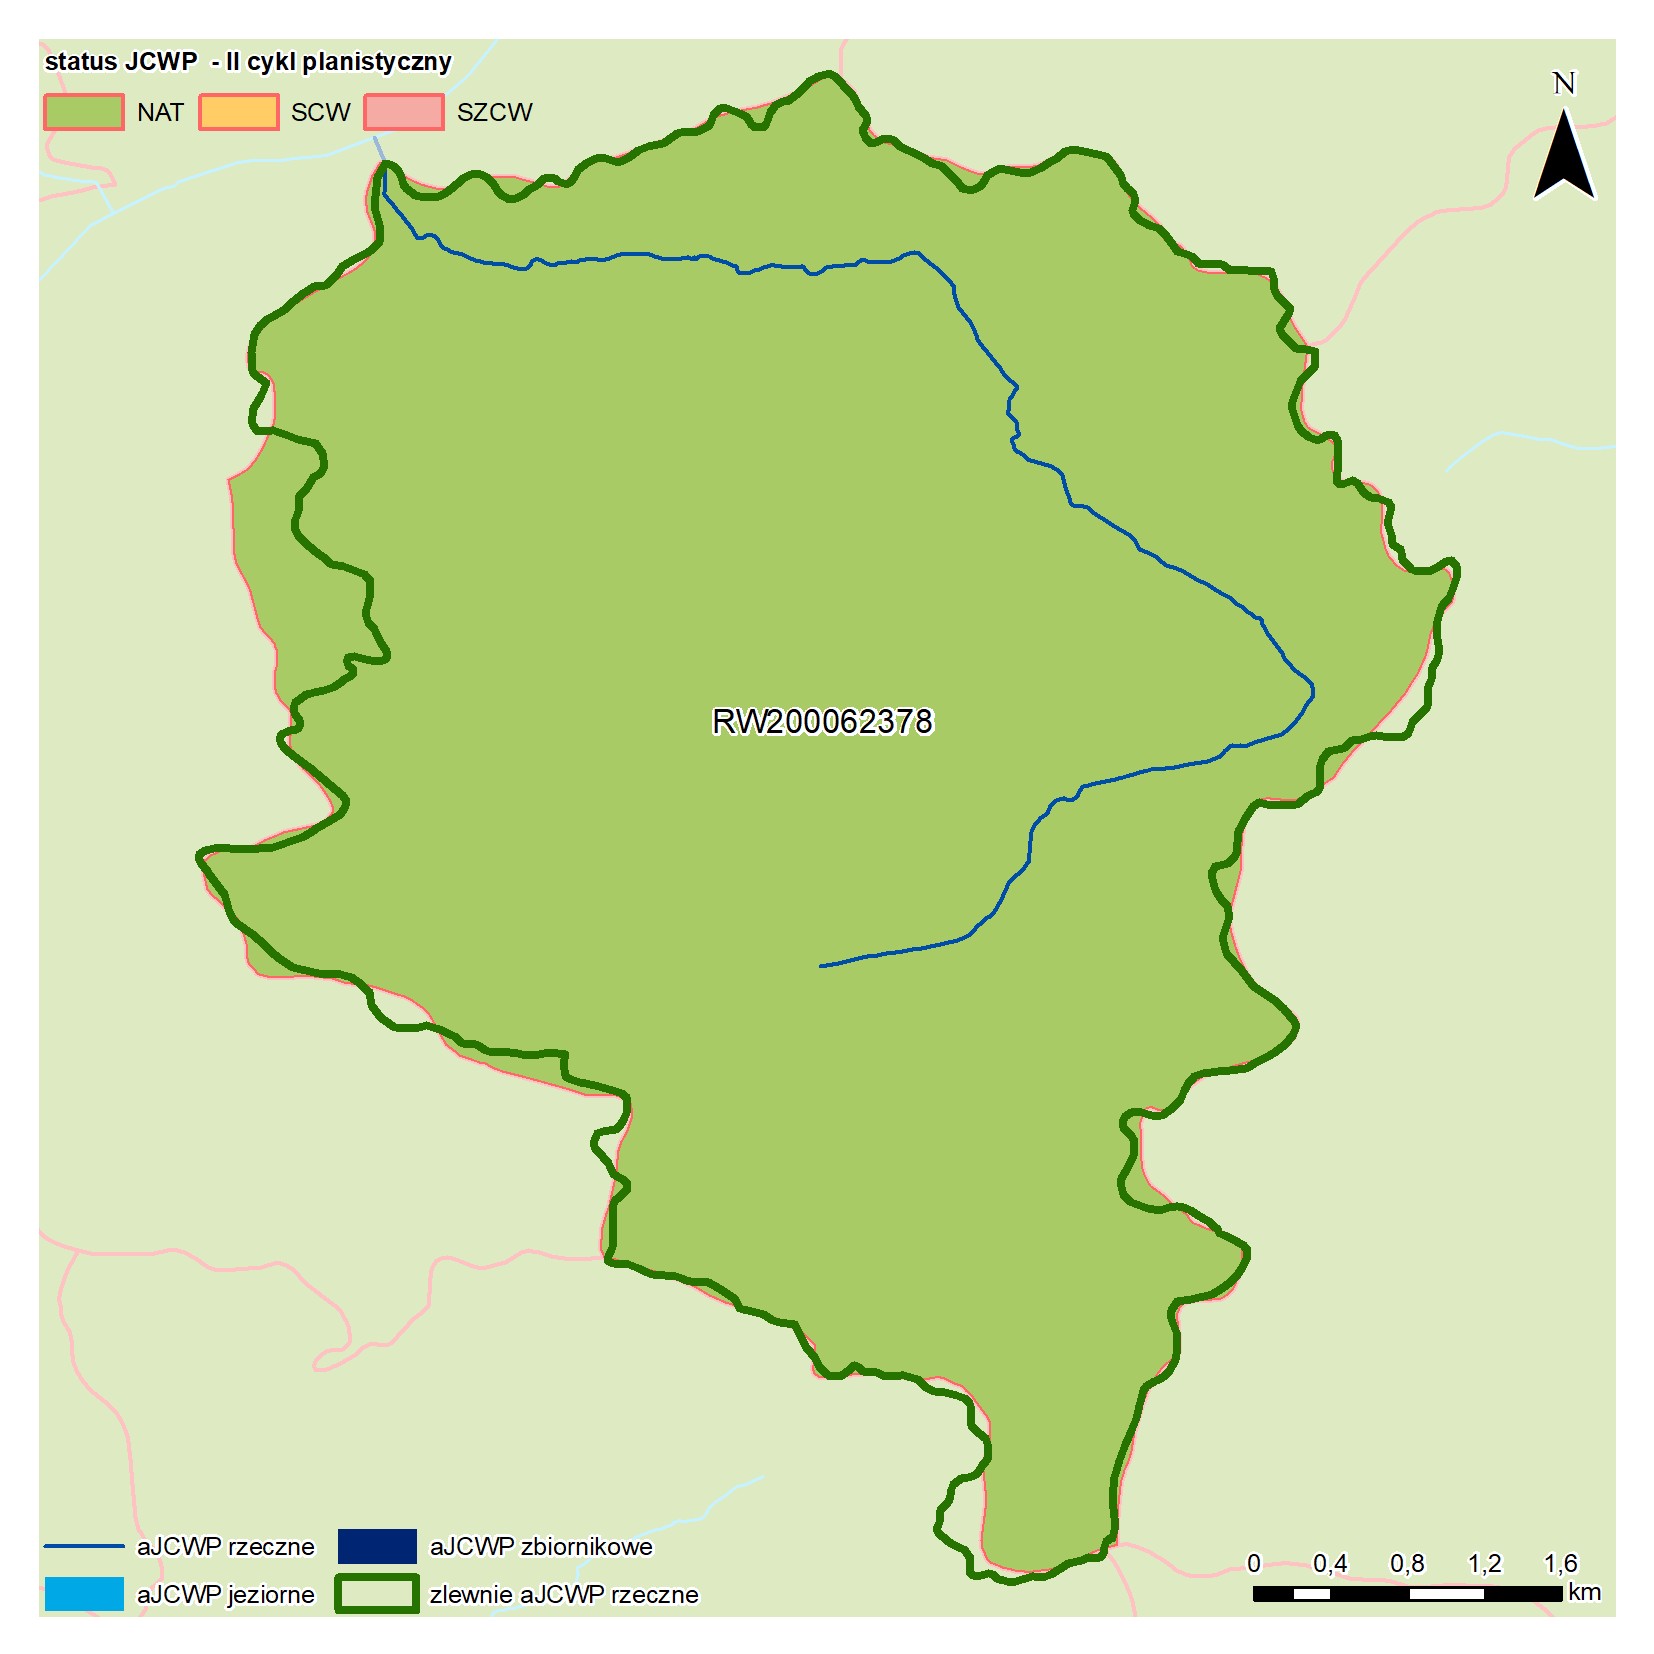 status JCWP - II cykl planistyczny
NAT SCW SZCW
N
RW200062378
aJCWP rzeczne aJCWP zbiornikowe
aJCWP jeziorne zlewnie aJCWP rzeczne
0 0,4 0,8 1,2 1,6
km